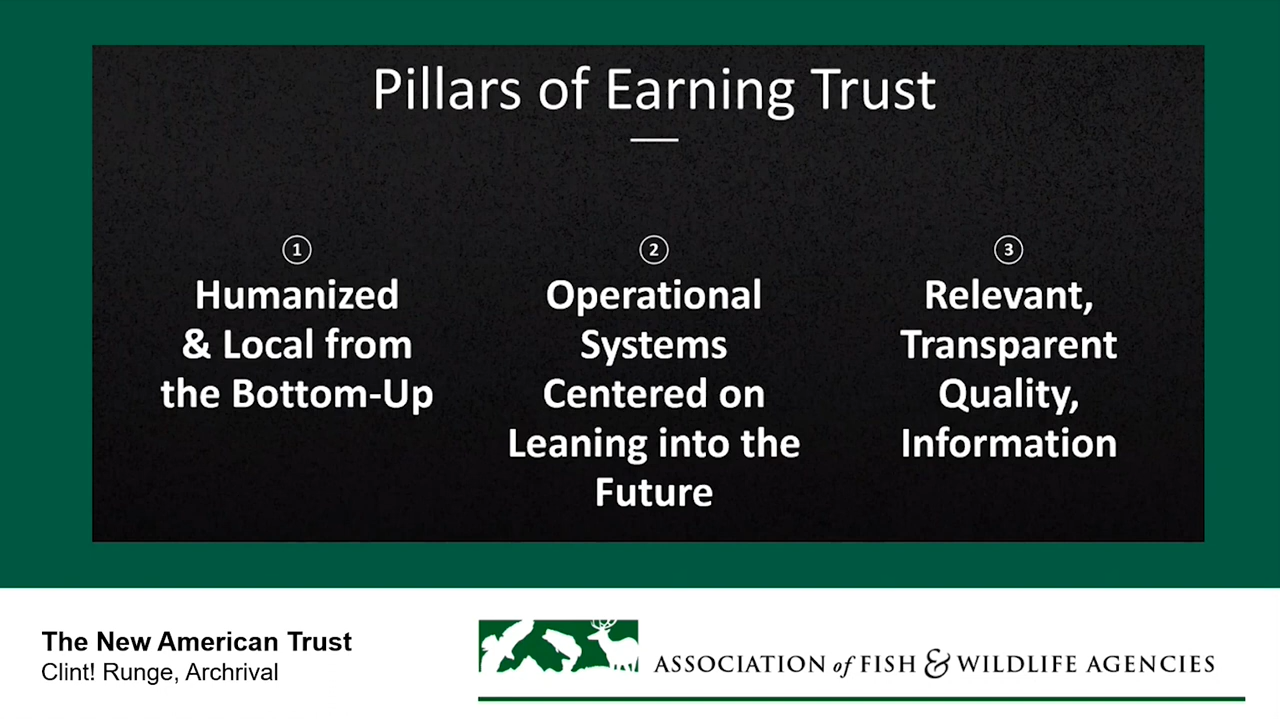 Pillars of Earning Trust
1
Humanized
& Local from
the Bottom-Up
2
Operational
Systems
Centered on
Leaning into the
Future
3
Relevant,
Transparent
Quality,
Information
The New American Trust
Clint! Runge, Archrival
ASSOCIATION of FISH & WILDLIFE AGENCIES